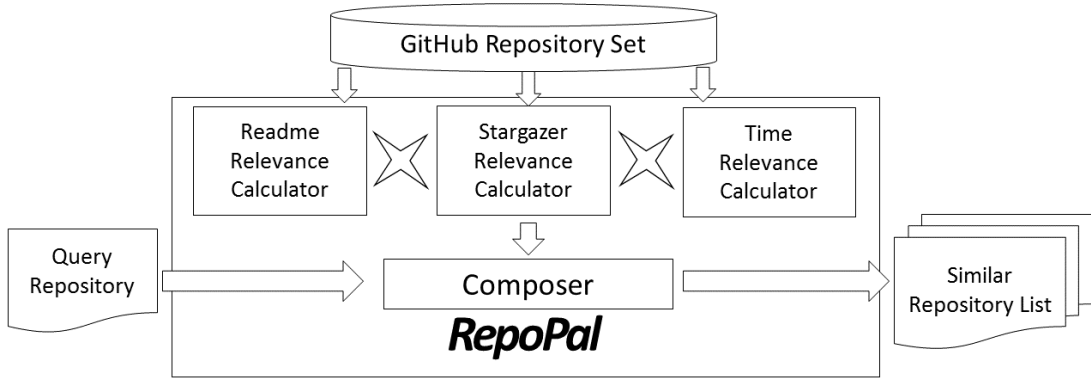 GitHub Repository Set
Readme
Relevance
Calculator
Stargazer
Relevance
Calculator
Time
Relevance
Calculator
Query
Repository
Composer
RepoPal
Similar
Repository List